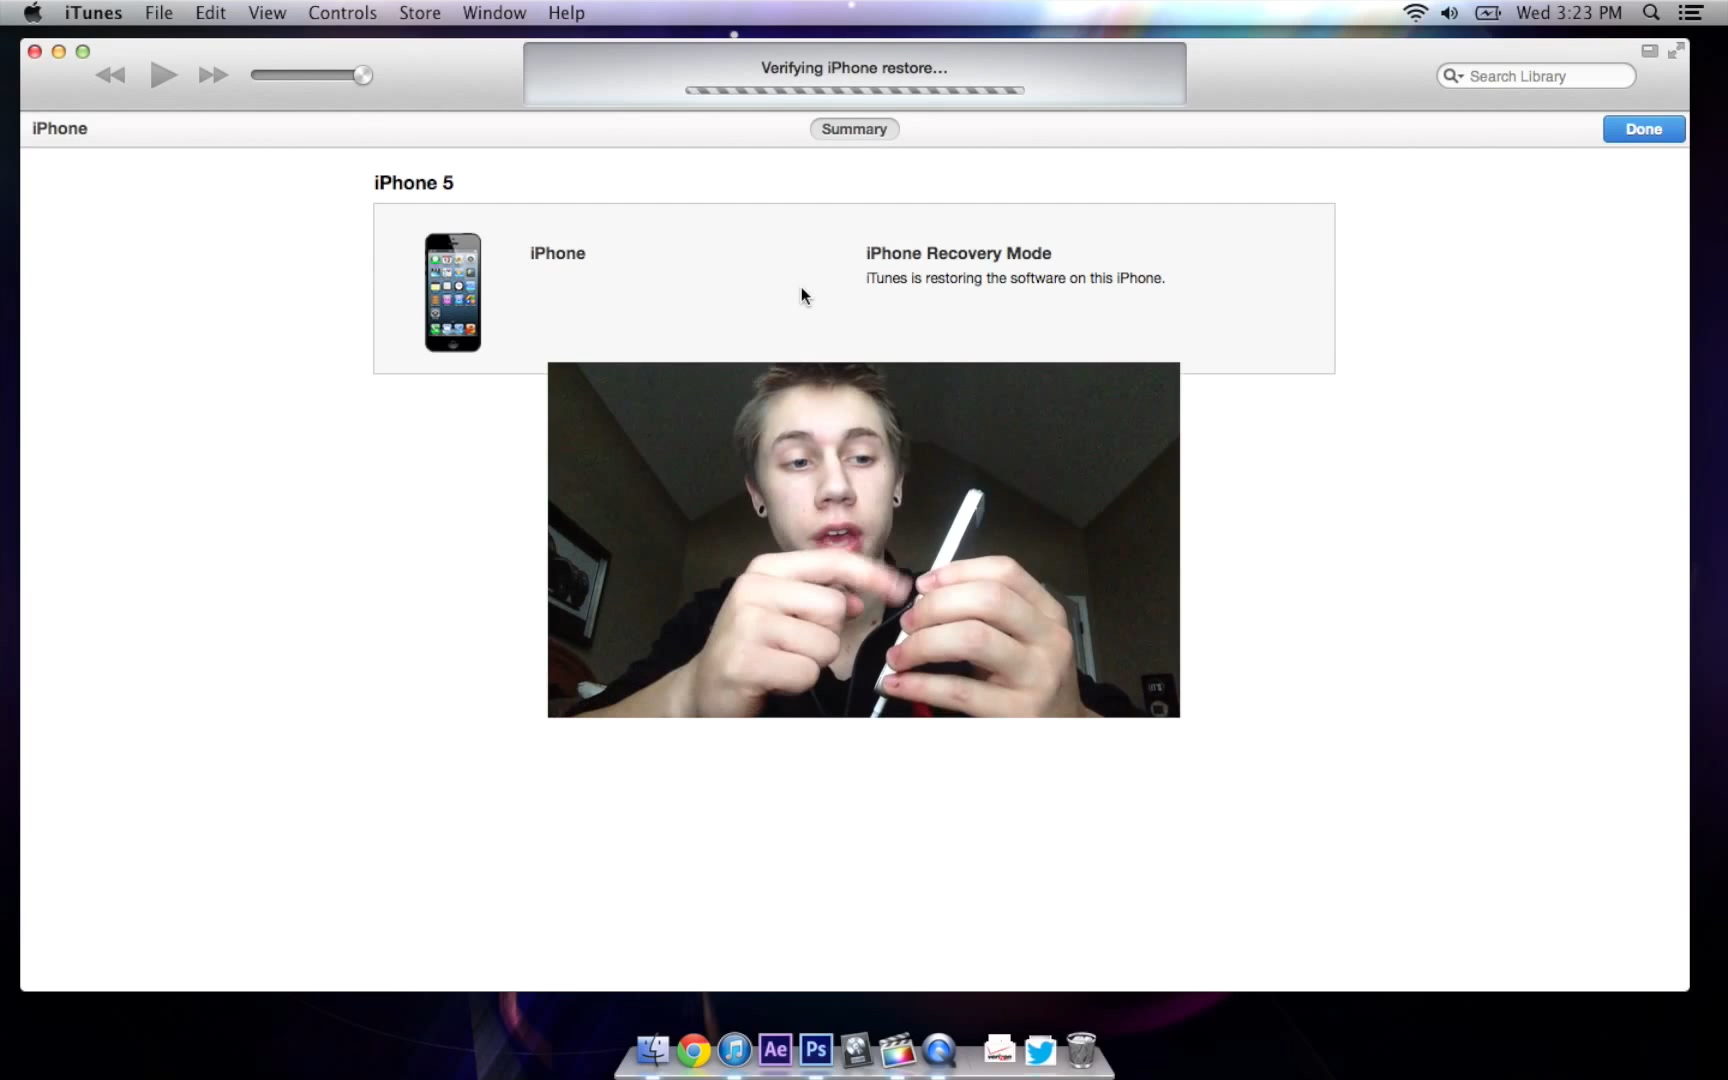 iTunes File Edit View Controls Store Window Help Wed 3:23 PM
Verifying iPhone restore...
Search Library
iPhone Summary Done
iPhone 5
iPhone iPhone Recovery Mode
iTunes is restoring the software on this iPhone.
Ae Ps